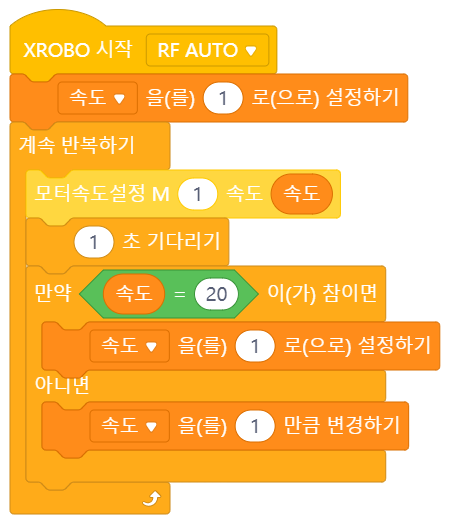 XROBO 시작 RF AUTO
속도 을(를) 1 로(으로) 설정하기
계속 반복하기
모터속도설정 M 1 속도 속도
1 초 기다리기
만약 속도 = 20 이(가) 참이면
속도 을(를) 1 로(으로) 설정하기
아니면
속도 을(를) 1 만큼 변경하기